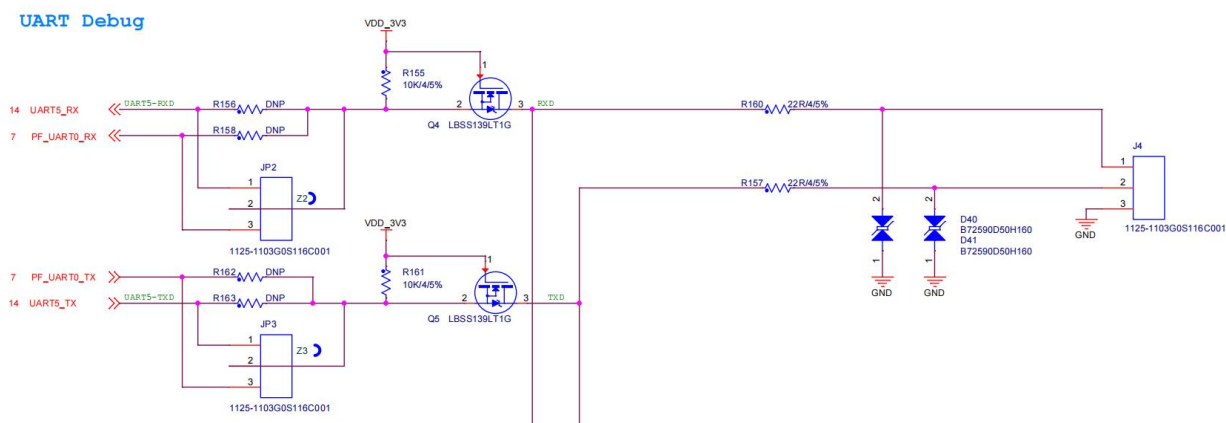 UART Debug
VDD_3V3
1
R155
10K/4/5%
14 UART5_RX UART5-RXD R156 DNP 2 3 RXD R160 22R/4/5%
Q4 LBSS139LT1G
7 PF_UART0_RX R158 DNP
J4
1
2
3
1125-1103G0S116C001
GND
JP2
1
2
3
Z2
1125-1103G0S116C001
R157 22R/4/5%
2 2
D40
B72590D50H160
D41
B72590D50H160
1 1
GND GND
VDD_3V3
1
R161
10K/4/5%
7 PF_UART0_TX R162 DNP
14 UART5_TX UART5-TXD R163 DNP 2 3 TXD
Q5 LBSS139LT1G
JP3
1
2
3
Z3
1125-1103G0S116C001